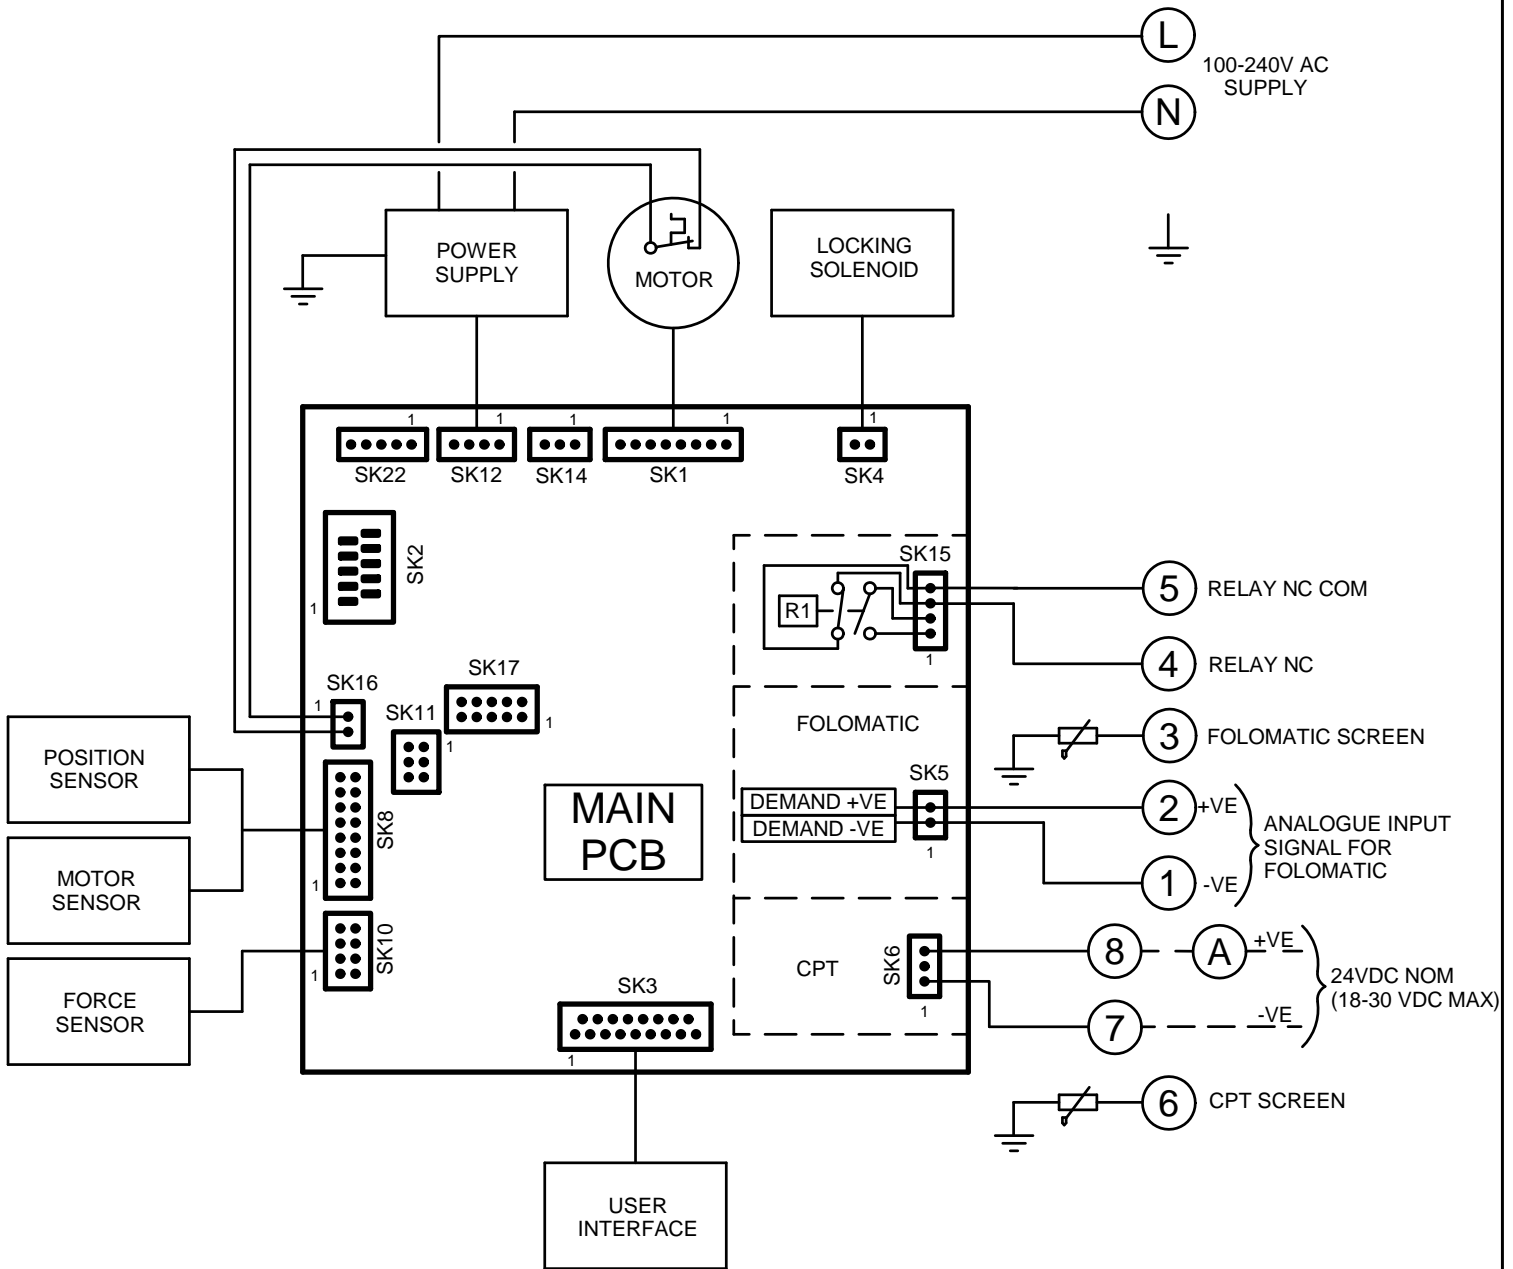 L
100-240V AC
SUPPLY
N
POWER
SUPPLY
MOTOR
LOCKING
SOLENOID
1
1
1
1
1
SK22
SK12
SK14
SK1
SK4
SK2
1
SK15
R1
1
5
RELAY NC COM
4
RELAY NC
SK16
1
SK17
1
SK11
1
FOLOMATIC
3
FOLOMATIC SCREEN
POSITION
SENSOR
SK8
1
MAIN
PCB
SK5
DEMAND +VE
DEMAND -VE
1
2
+VE
1
-VE
ANALOGUE INPUT
SIGNAL FOR
FOLOMATIC
MOTOR
SENSOR
SK10
1
CPT
SK6
1
8
A
+VE
7
-VE
24VDC NOM
(18-30 VDC MAX)
FORCE
SENSOR
SK3
1
6
CPT SCREEN
USER
INTERFACE